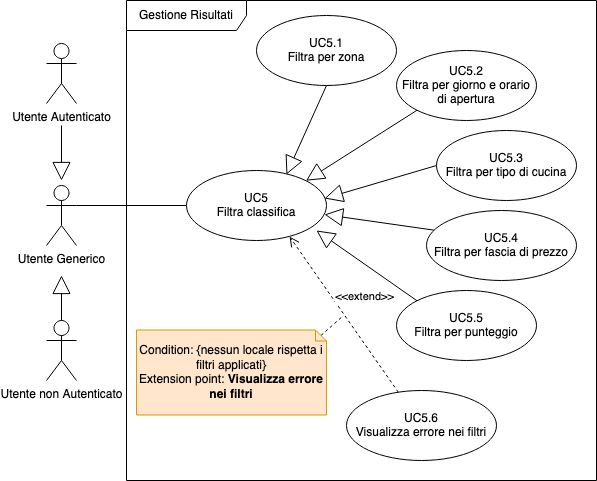 Gestione Risultati
UC5.1
Filtra per zona
UC5.2
Filtra per giorno e orario
di apertura
Utente Autenticato
UC5.3
Filtra per tipo di cucina
UC5
Filtra classifica
UC5.4
Filtra per fascia di prezzo
Utente Generico
<<extend>>
UC5.5
Filtra per punteggio
Condition: {nessun locale rispetta i
filtri applicati}
Extension point: Visualizza errore
nei filtri
Utente non Autenticato
UC5.6
Visualizza errore nei filtri